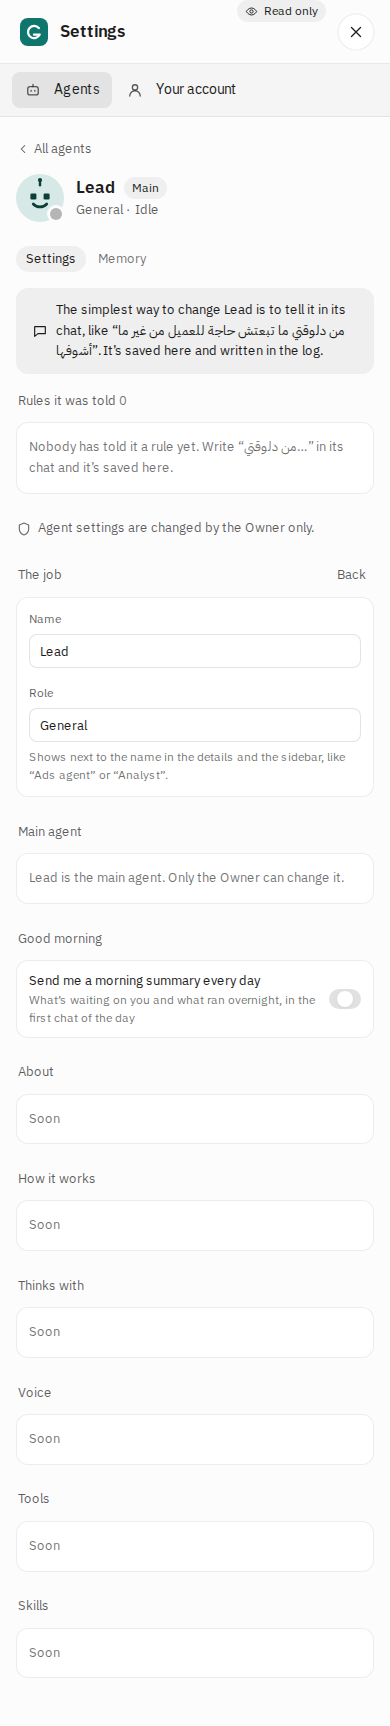 Read only
Settings
Agents
Your account
All agents
Lead
Main
General · Idle
Settings
Memory
The simplest way to change Lead is to tell it in its
chat, like “من دلوقتي ما تبعتش حاجة للعميل من غير ما
أشوفها”. It’s saved here and written in the log.
Rules it was told 0
Nobody has told it a rule yet. Write “من دلوقتي…” in its
chat and it’s saved here.
Agent settings are changed by the Owner only.
The job
Back
Name
Lead
Role
General
Shows next to the name in the details and the sidebar, like
“Ads agent” or “Analyst”.
Main agent
Lead is the main agent. Only the Owner can change it.
Good morning
Send me a morning summary every day
What’s waiting on you and what ran overnight, in the
first chat of the day
About
Soon
How it works
Soon
Thinks with
Soon
Voice
Soon
Tools
Soon
Skills
Soon